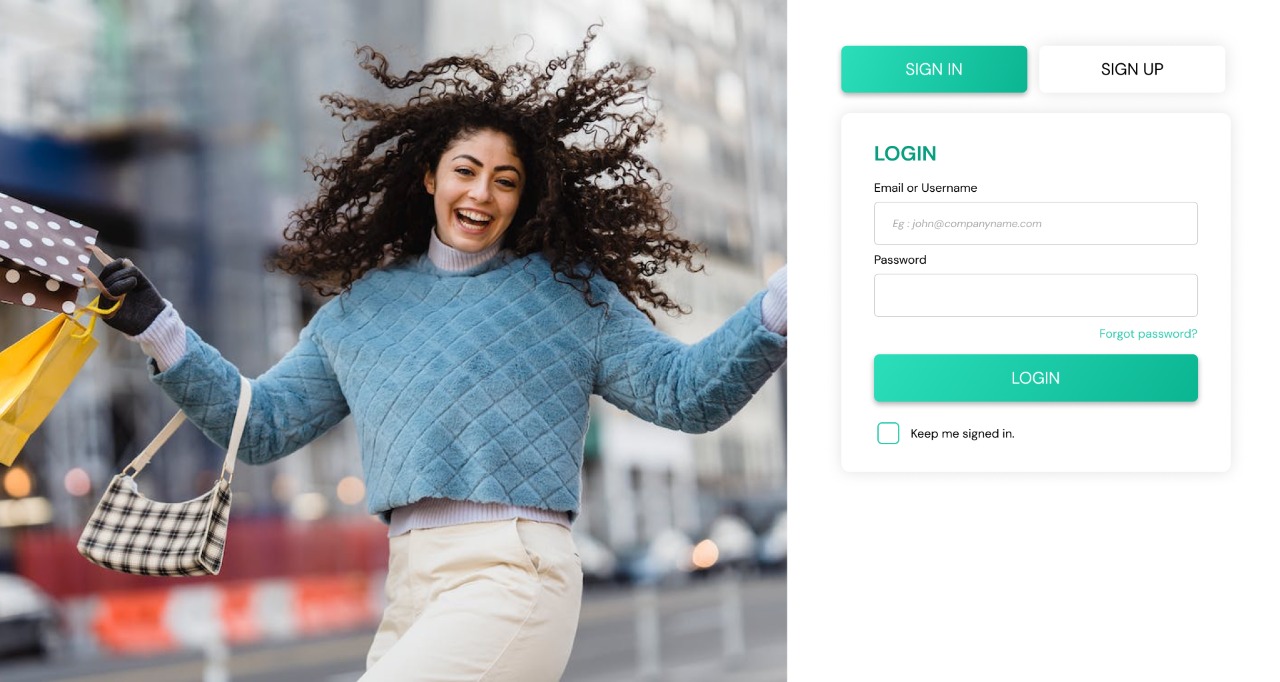 SIGN IN
SIGN UP
LOGIN
Email or Username
Eg : john@companyname.com
Password
Forgot password?
LOGIN
Keep me signed in.